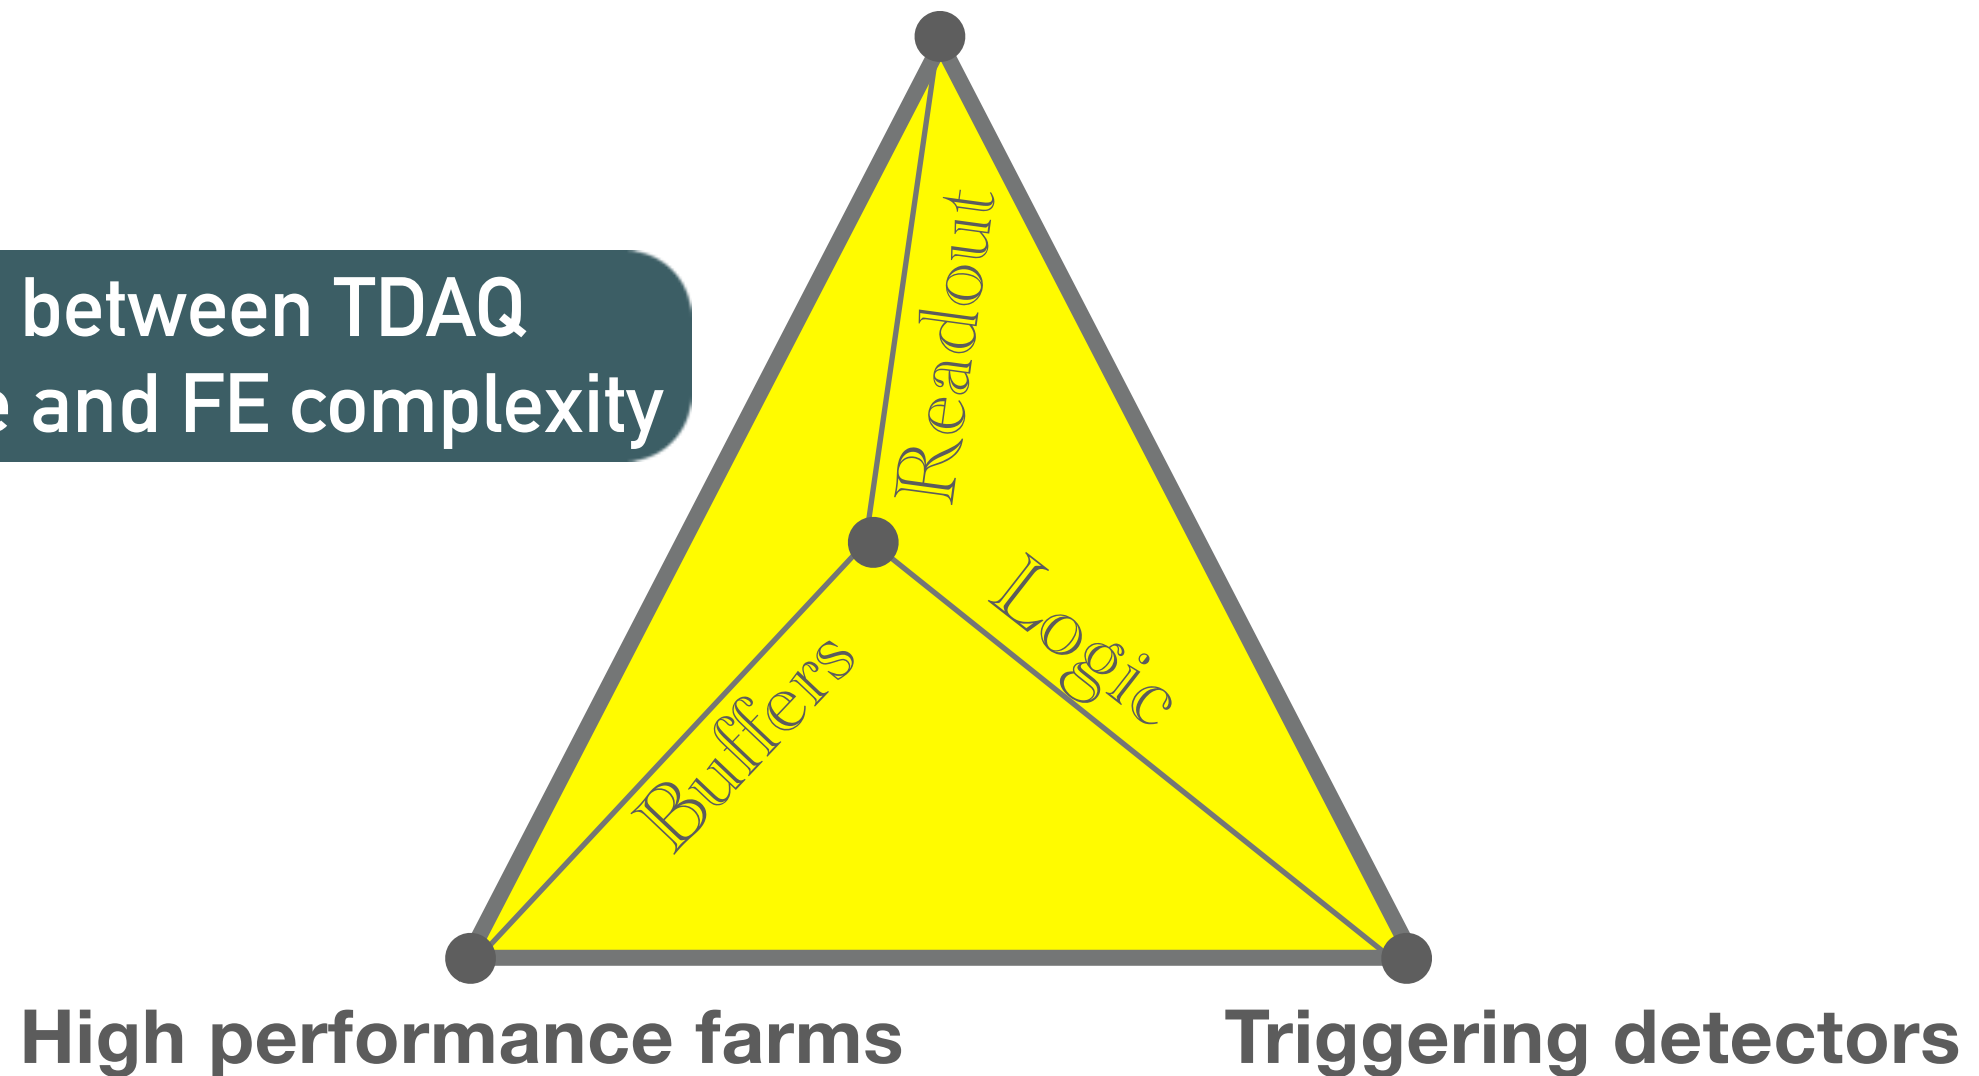 between TDAQ
and FE complexity
Readout
Logic
Buffers
High performance farms
Triggering detectors